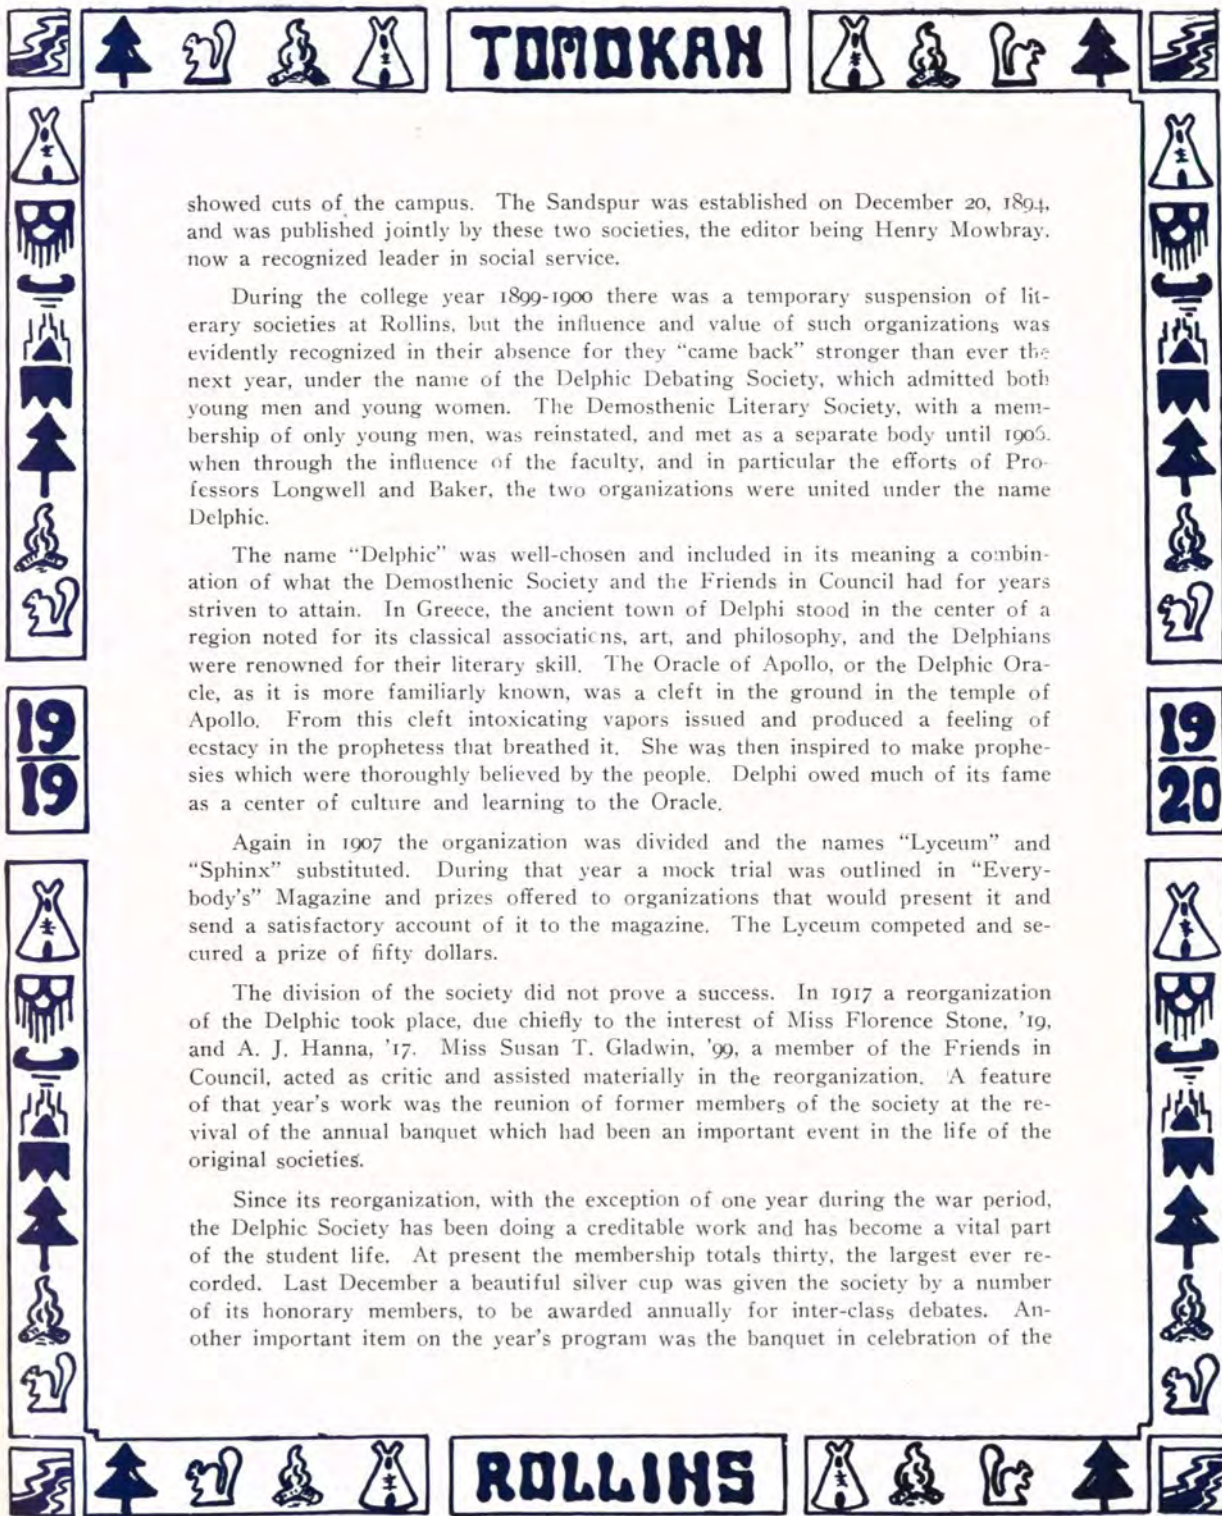 TOMOKAN
showed cuts of the campus. The Sandspur was established on December 20, 1894,
and was published jointly by these two societies, the editor being Henry Mowbray,
now a recognized leader in social service.
During the college year 1899-1900 there was a temporary suspension of lit-
erary societies at Rollins, but the influence and value of such organizations was
evidently recognized in their absence for they “came back” stronger than ever the
next year, under the name of the Delphic Debating Society, which admitted both
young men and young women. The Demosthenic Literary Society, with a mem-
bership of only young men, was reinstated, and met as a separate body until
when through the influence of the faculty, and in particular the efforts of Pro-
fessors Longwell and Baker, the two organizations were united under the name
Delphic.
The name “Delphic” was well-chosen and included in its meaning a combin-
ation of what the Demosthenic Society and the Friends in Council had for years
striven to attain. In Greece, the ancient town of Delphi stood in the center of a
region noted for its classical associations, art, and philosophy, and the Delphians
were renowned for their literary skill. The Oracle of Apollo, or the Delphic Ora-
cle, as it is more familiarly known, was a cleft in the ground in the temple of
Apollo. From this cleft intoxicating vapors issued and produced a feeling of
ecstacy in the prophetess that breathed it. She was then inspired to make prophe-
sies which were thoroughly believed by the people. Delphi owed much of its fame
as a center of culture and learning to the Oracle.
Again in 1907 the organization was divided and the names “Lyceum” and
“Sphinx” substituted. During that year a mock trial was outlined in “Every-
body’s” Magazine and prizes offered to organizations that would present it and
send a satisfactory account of it to the magazine. The Lyceum competed and se-
cured a prize of fifty dollars.
The division of the society did not prove a success. In 1917 a reorganization
of the Delphic took place, due chiefly to the interest of Miss Florence Stone, ’19,
and A. J. Hanna, ’17. Miss Susan T. Gladwin, ’99, a member of the Friends in
Council, acted as critic and assisted materially in the reorganization. A feature
of that year’s work was the reunion of former members of the society at the re-
vival of the annual banquet which had been an important event in the life of the
original societies.
Since its reorganization, with the exception of one year during the war period,
the Delphic Society has been doing a creditable work and has become a vital part
of the student life. At present the membership totals thirty, the largest ever re-
corded. Last December a beautiful silver cup was given the society by a number
of its honorary members, to be awarded annually for inter-class debates. An-
other important item on the year’s program was the banquet in celebration of the
19
19
19
20
ROLLINS